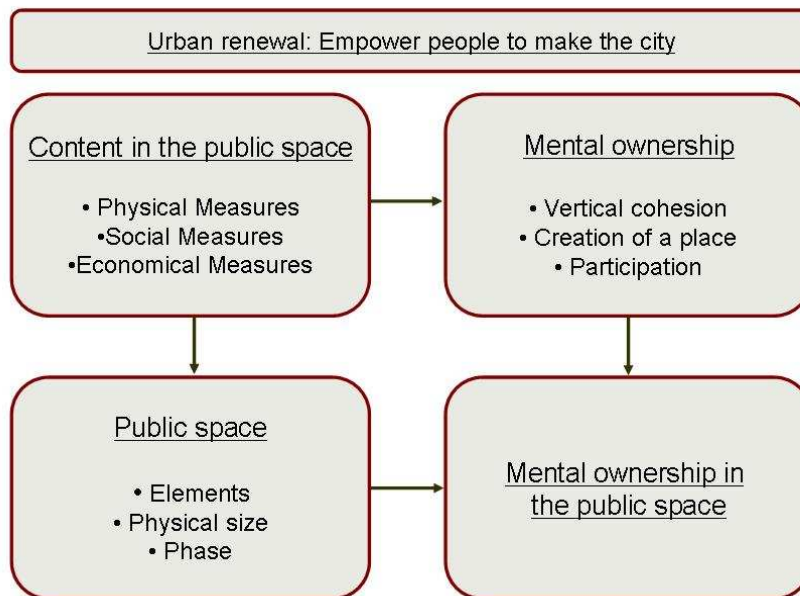 Urban renewal: Empower people to make the city
Content in the public space
• Physical Measures
•Social Measures
•Economical Measures
Mental ownership
• Vertical cohesion
• Creation of a place
• Participation
Public space
• Elements
• Physical size
• Phase
Mental ownership in
the public space